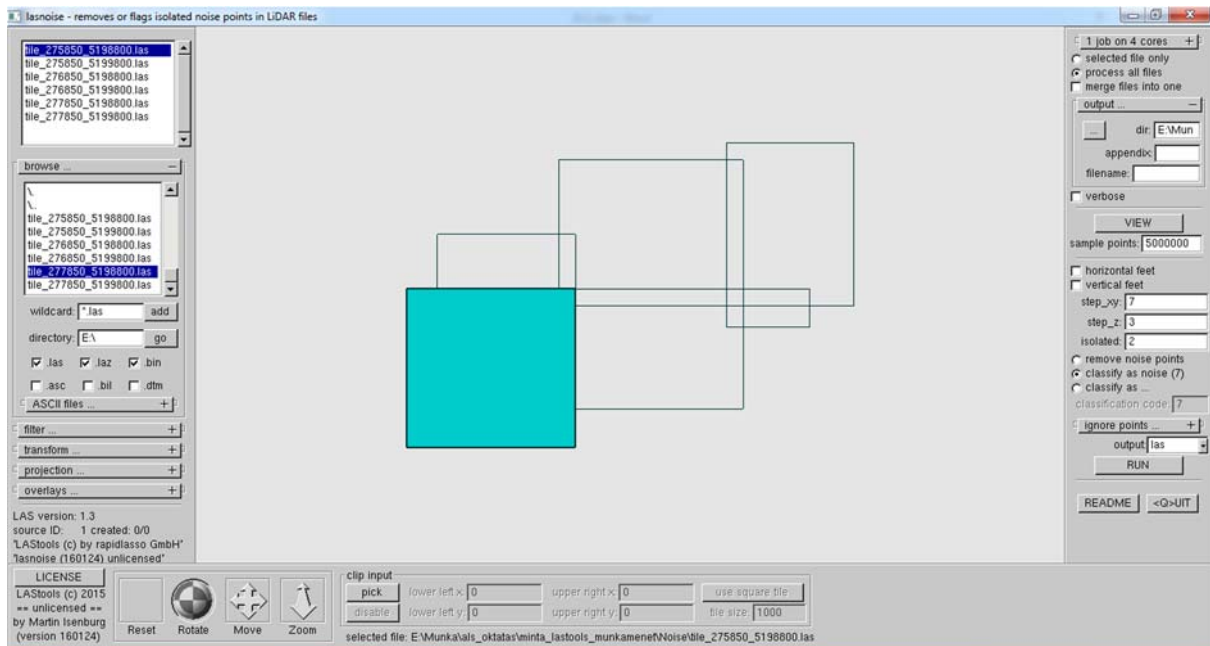 lasnoise - removes or flags isolated noise points in LiDAR files
tile_275850_5198800.las
tile_275850_5199800.las
tile_276850_5198800.las
tile_276850_5199800.las
tile_277850_5198800.las
tile_277850_5199800.las
browse ...
\.
\..
tile_275850_5198800.las
tile_275850_5199800.las
tile_276850_5198800.las
tile_276850_5199800.las
tile_277850_5198800.las
tile_277850_5199800.las
wildcard: *.las add
directory: E:\ go
.las .laz .bin
.asc .bil .dtm
ASCII files ... +
filter ... +
transform ... +
projection ... +
overlays ... +
LAS version: 1.3
source ID: 1 created: 0/0
"LAStools (c) by rapidlasso GmbH"
"lasnoise (160124) unlicensed"
LICENSE
LAStools (c) 2015
== unlicensed ==
by Martin Isenburg
(version 160124)
Reset Rotate Move Zoom
clip input
pick lower left x: 0 upper right x: 0 use square tile
disable lower left y: 0 upper right y: 0 tile size: 1000
selected file: E:\Munka\als_oktatas\minta_lastools_munkamenet\Noise\tile_275850_5198800.las
1 job on 4 cores +
selected file only
process all files
merge files into one
output ... −
... dir: E:\Mun
appendix:
filename:
verbose
VIEW
sample points: 5000000
horizontal feet
vertical feet
step_xy: 7
step_z: 3
isolated: 2
remove noise points
classify as noise (7)
classify as ...
classification code: 7
ignore points ... +
output: las
RUN
README <Q>UIT